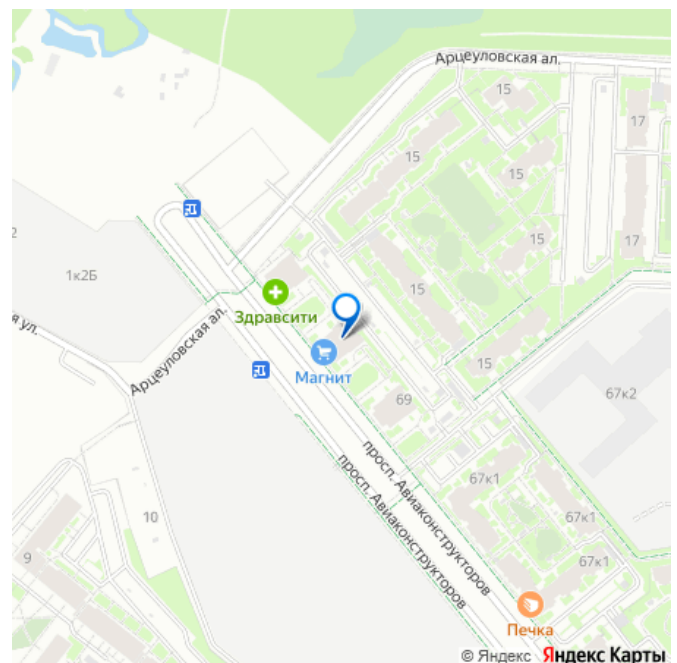 Арцеуловская ал.
15
17
15
15
15
17
2
1к2Б
15
Здравсити
я ул.
Арцеуловская ал.
Магнит
15
67к2
69
просп. Авиаконструкторов
просп. Авиаконструкторов
67к1
10
67к1
9
67к1
Печка
© Яндекс Яндекс Карты